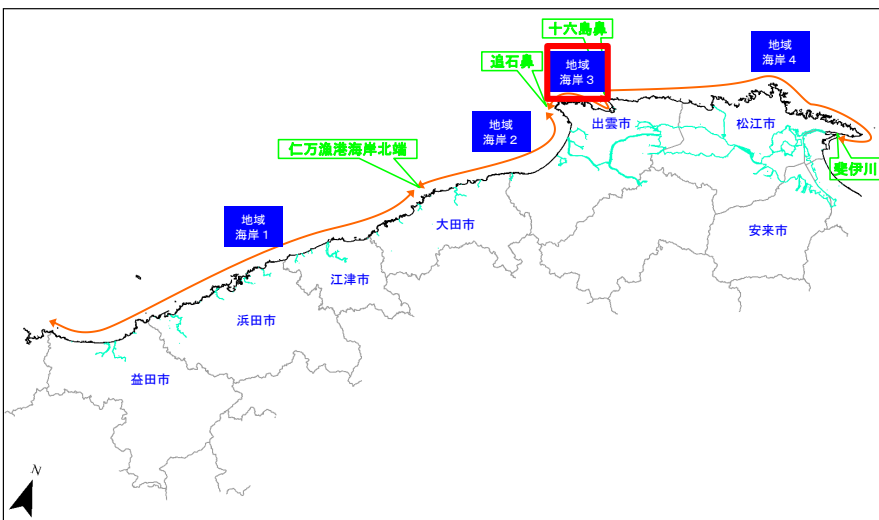 十六島鼻
地域
海岸4
追石鼻
地域
海岸3
出雲市
松江市
地域
海岸2
仁万漁港海岸北端
斐伊川
大田市
安来市
地域
海岸1
江津市
浜田市
益田市
N